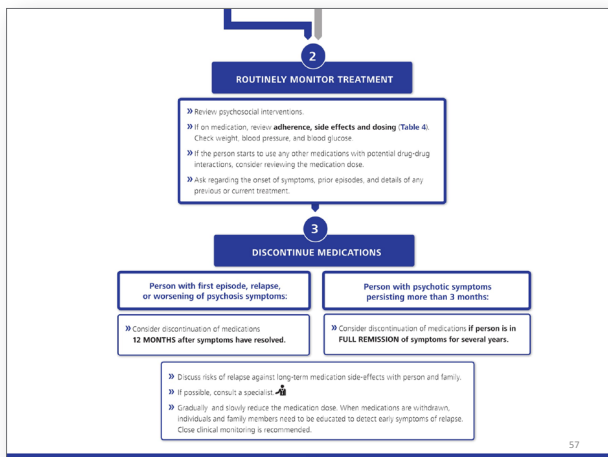 2
ROUTINELY MONITOR TREATMENT
» Review psychosocial interventions.
» If on medication, review adherence, side effects and dosing (Table 4).
Check weight, blood pressure, and blood glucose.
» If the person starts to use any other medications with potential drug-drug
interactions, consider reviewing the medication dose.
» Ask regarding the onset of symptoms, prior episodes, and details of any
previous or current treatment.
3
DISCONTINUE MEDICATIONS
Person with first episode, relapse,
or worsening of psychosis symptoms:
» Consider discontinuation of medications
12 MONTHS after symptoms have resolved.
Person with psychotic symptoms
persisting more than 3 months:
» Consider discontinuation of medications if person is in
FULL REMISSION of symptoms for several years.
» Discuss risks of relapse against long-term medication side-effects with person and family.
» If possible, consult a specialist.
» Gradually and slowly reduce the medication dose. When medications are withdrawn,
individuals and family members need to be educated to detect early symptoms of relapse.
Close clinical monitoring is recommended.
57